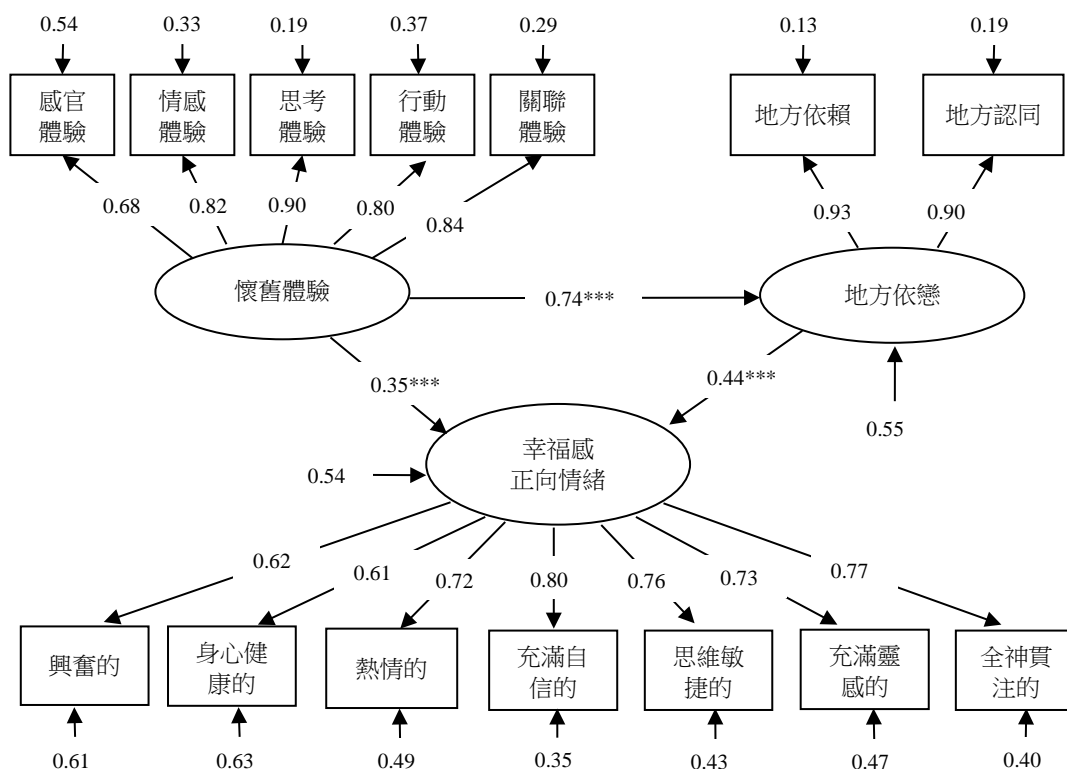 0.54 0.33 0.19 0.37 0.29 0.13 0.19
感官 情感 思考 行動 關聯
體驗 體驗 體驗 體驗 體驗
地方依賴 地方認同
0.68 0.82 0.90 0.80 0.84 0.93 0.90
懷舊體驗 0.74*** 地方依戀
0.35*** 0.44***
0.55
幸福感
正向情緒
0.54
0.62 0.61 0.72 0.80 0.76 0.73 0.77
興奮的
身心健
康的
熱情的
充滿自
信的
思維敏
捷的
充滿靈
感的
全神貫
注的
0.61 0.63 0.49 0.35 0.43 0.47 0.40